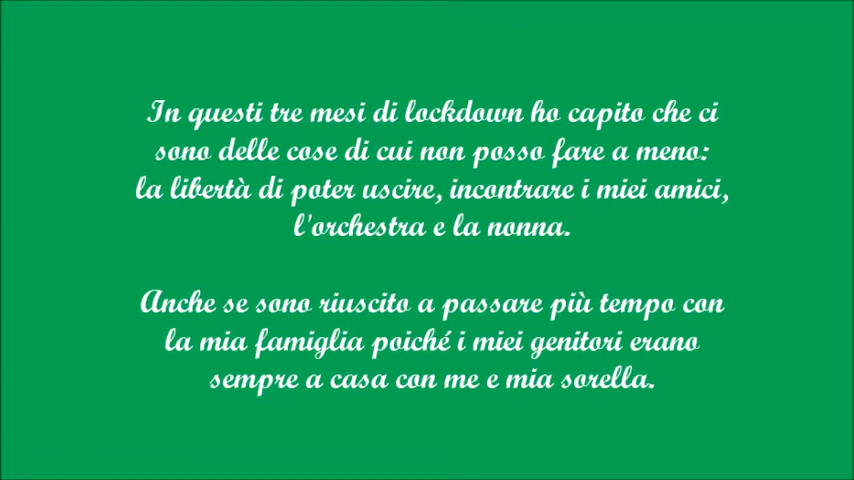 In questi tre mesi di lockdown ho capito che ci
sono delle cose di cui non posso fare a meno:
la libertà di poter uscire, incontrare i miei amici,
l'orchestra e la nonna.
Anche se sono riuscito a passare più tempo con
la mia famiglia poiché i miei genitori erano
sempre a casa con me e mia sorella.